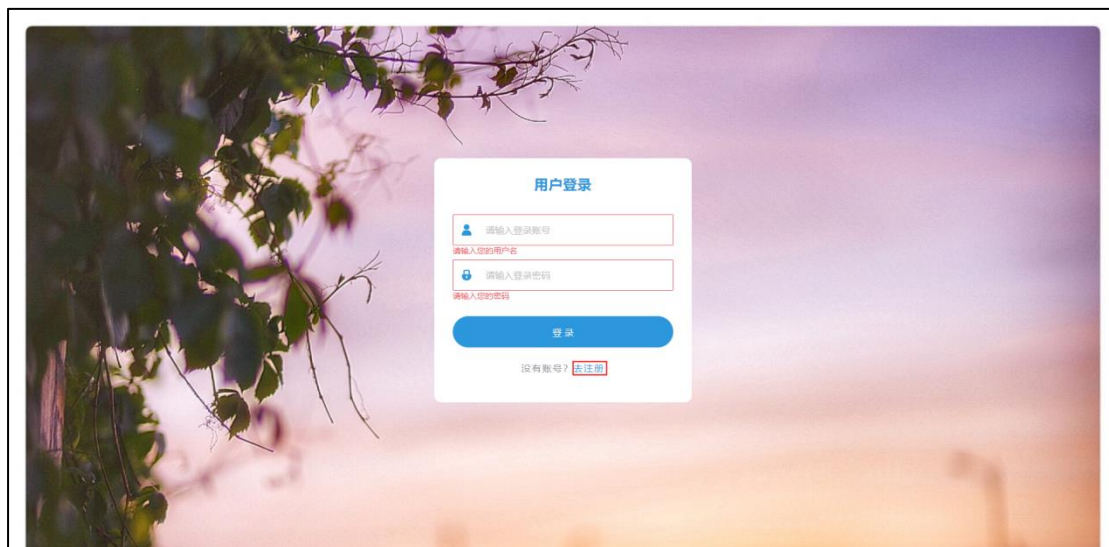 用户登录
请输入登录账号
请输入您的用户名
请输入登录密码
请输入您的密码
登 录
没有账号？去注册